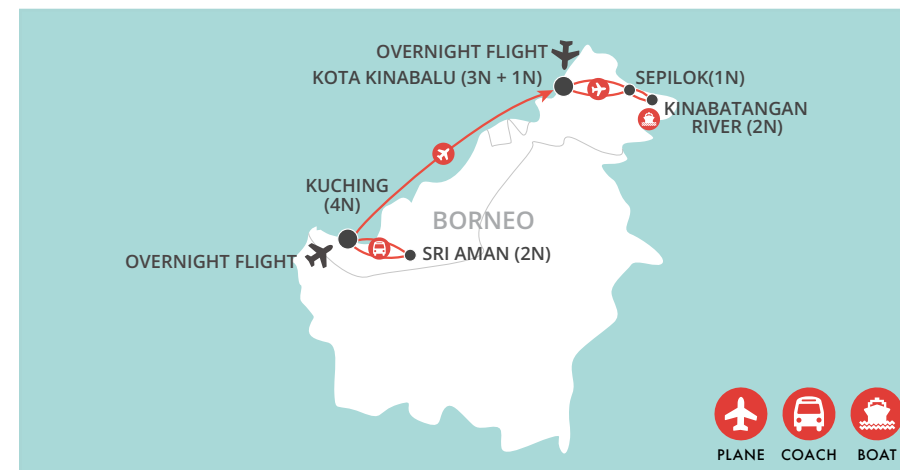 OVERNIGHT FLIGHT
KOTA KINABALU (3N + 1N)
SEPILOK(1N)
KINABATANGAN
RIVER (2N)
KUCHING
(4N)
BORNEO
SRI AMAN (2N)
OVERNIGHT FLIGHT
PLANE COACH BOAT